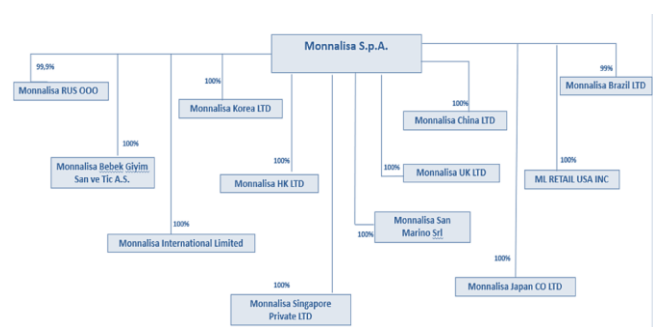 Monnalisa S.p.A.
99,9%
Monnalisa RUS OOO
100%
Monnalisa Korea LTD
100%
Monnalisa China LTD
99%
Monnalisa Brazil LTD
100%
Monnalisa Bebek Giyim
San ve Tic A.S.
100%
Monnalisa HK LTD
100%
Monnalisa UK LTD
100%
ML RETAIL USA INC
100%
Monnalisa International Limited
100%
Monnalisa San
Marino Srl
100%
Monnalisa Singapore
Private LTD
100%
Monnalisa Japan CO LTD